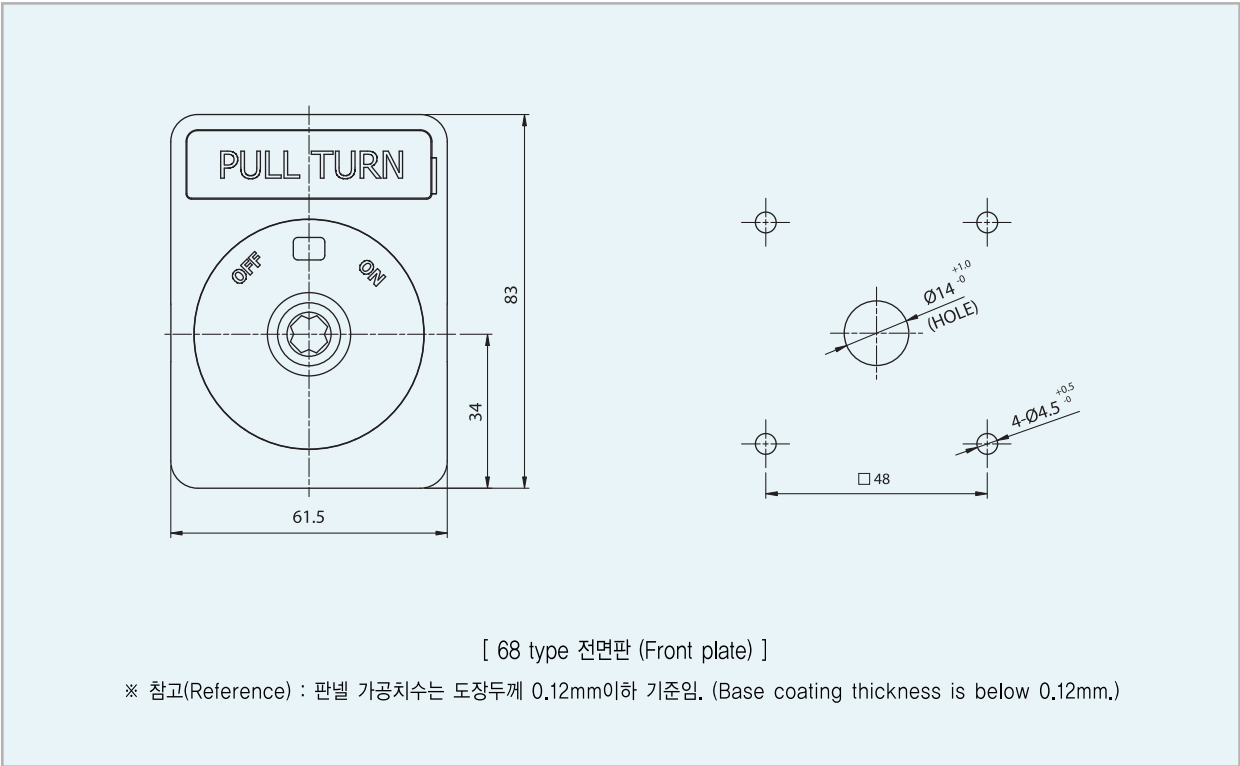 PULL TURN
OFF
ON
83
34
61.5
Ø14 +1.0 -0
(HOLE)
4-Ø4.5 +0.5 -0
□ 48
[ 68 type 전면판 (Front plate) ]
※ 참고(Reference) : 판넬 가공치수는 도장두께 0.12mm이하 기준임. (Base coating thickness is below 0.12mm.)